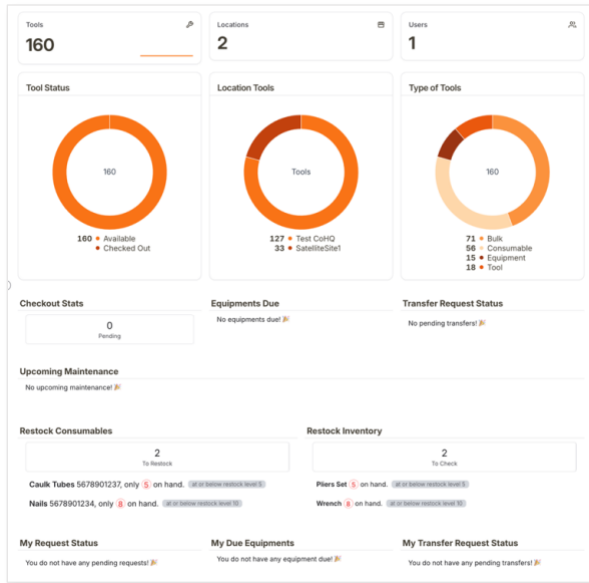 Tools
160
Locations
2
Users
1
Tool Status
160
160 Available
Checked Out
Location Tools
Tools
127 Test CoHQ
33 SatelliteSite1
Type of Tools
160
71 Bulk
56 Consumable
15 Equipment
18 Tool
Checkout Stats
0
Pending
Equipments Due
No equipments due! 🎉
Transfer Request Status
No pending transfers! 🎉
Upcoming Maintenance
No upcoming maintenance! 🎉
Restock Consumables
2
To Restock
Caulk Tubes 5678901237, only 5 on hand. at or below restock level 5
Nails 5678901234, only 8 on hand. at or below restock level 10
Restock Inventory
2
To Check
Pliers Set 5 on hand. at or below restock level 5
Wrench 8 on hand. at or below restock level 10
My Request Status
You do not have any pending requests! 🎉
My Due Equipments
You do not have any equipment due! 🎉
My Transfer Request Status
You do not have any pending transfers! 🎉